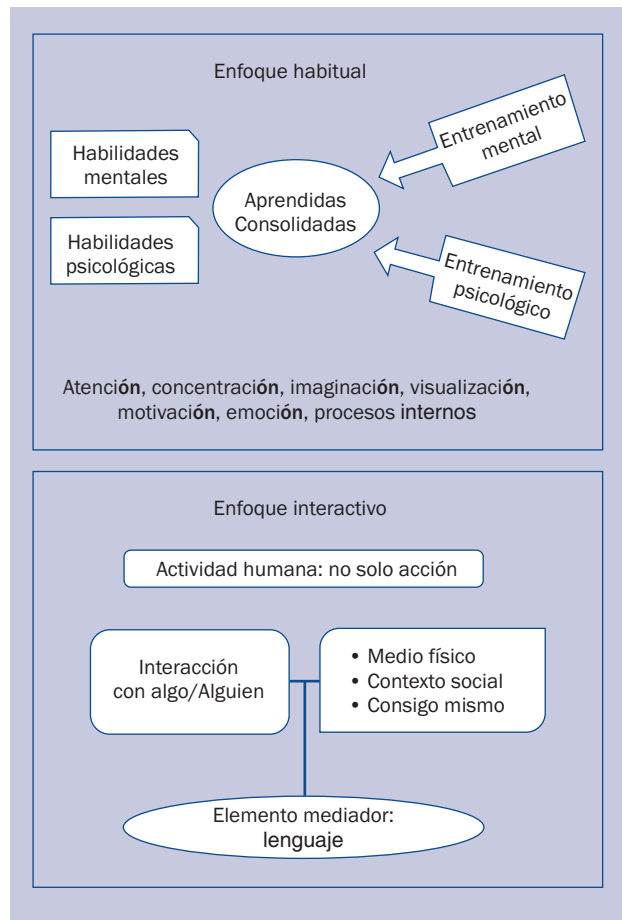 Enfoque habitual
Habilidades
mentales
Habilidades
psicológicas
Aprendidas
Consolidadas
Entrenamiento
mental
Entrenamiento
psicológico
Atención, concentración, imaginación, visualización,
motivación, emoción, procesos internos
Enfoque interactivo
Actividad humana: no solo acción
Interacción
con algo/Alguien
• Medio físico
• Contexto social
• Consigo mismo
Elemento mediador:
lenguaje